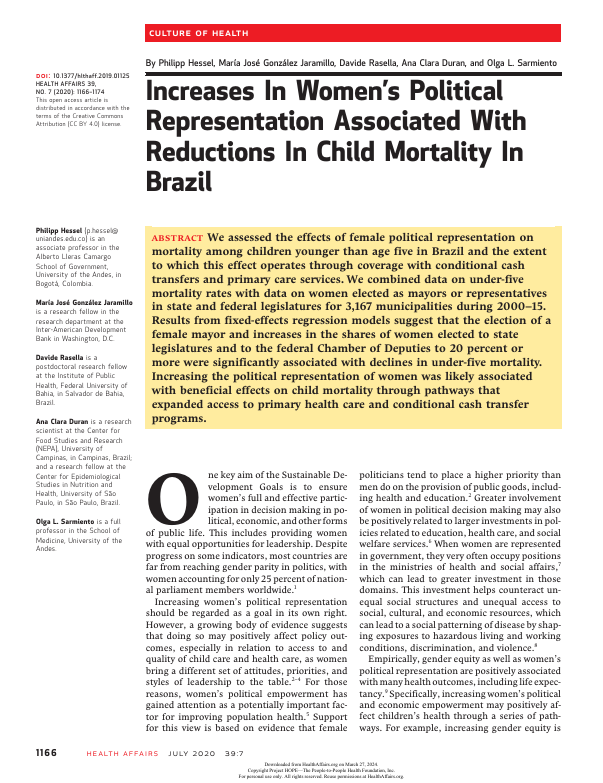 CULTURE OF HEALTH
DOI: 10.1377/hlthaff.2019.01125
HEALTH AFFAIRS 39,
NO. 7 (2020): 1166–1174
This open access article is
distributed in accordance with the
terms of the Creative Commons
Attribution (CC BY 4.0) license.
By Philipp Hessel, María José González Jaramillo, Davide Rasella, Ana Clara Duran, and Olga L. Sarmiento
Increases In Women's Political
Representation Associated With
Reductions In Child Mortality In
Brazil
Philipp Hessel (p.hessel@
uniandes.edu.co) is an
associate professor in the
Alberto Lleras Camargo
School of Government,
University of the Andes, in
Bogotá, Colombia.
María José González Jaramillo
is a research fellow in the
research department at the
Inter-American Development
Bank in Washington, D.C.
Davide Rasella is a
postdoctoral research fellow
at the Institute of Public
Health, Federal University of
Bahia, in Salvador de Bahia,
Brazil.
Ana Clara Duran is a research
scientist at the Center for
Food Studies and Research
(NEPA), University of
Campinas, in Campinas, Brazil;
and a research fellow at the
Center for Epidemiological
Studies in Nutrition and
Health, University of São
Paulo, in São Paulo, Brazil.
Olga L. Sarmiento is a full
professor in the School of
Medicine, University of the
Andes.
ABSTRACT We assessed the effects of female political representation on
mortality among children younger than age five in Brazil and the extent
to which this effect operates through coverage with conditional cash
transfers and primary care services. We combined data on under-five
mortality rates with data on women elected as mayors or representatives
in state and federal legislatures for 3,167 municipalities during 2000–15.
Results from fixed-effects regression models suggest that the election of a
female mayor and increases in the shares of women elected to state
legislatures and to the federal Chamber of Deputies to 20 percent or
more were significantly associated with declines in under-five mortality.
Increasing the political representation of women was likely associated
with beneficial effects on child mortality through pathways that
expanded access to primary health care and conditional cash transfer
programs.
One key aim of the Sustainable De-
velopment Goals is to ensure
women's full and effective partic-
ipation in decision making in po-
litical, economic, and other forms
of public life. This includes providing women
with equal opportunities for leadership. Despite
progress on some indicators, most countries are
far from reaching gender parity in politics, with
women accounting for only 25 percent of nation-
al parliament members worldwide.1
Increasing women's political representation
should be regarded as a goal in its own right.
However, a growing body of evidence suggests
that doing so may positively affect policy out-
comes, especially in relation to access to and
quality of child care and health care, as women
bring a different set of attitudes, priorities, and
styles of leadership to the table.2–4 For those
reasons, women's political empowerment has
gained attention as a potentially important fac-
tor for improving population health.5 Support
for this view is based on evidence that female
politicians tend to place a higher priority than
men do on the provision of public goods, includ-
ing health and education.2 Greater involvement
of women in political decision making may also
be positively related to larger investments in pol-
icies related to education, health care, and social
welfare services.6 When women are represented
in government, they very often occupy positions
in the ministries of health and social affairs,7
which can lead to greater investment in those
domains. This investment helps counteract un-
equal social structures and unequal access to
social, cultural, and economic resources, which
can lead to a social patterning of disease by shap-
ing exposures to hazardous living and working
conditions, discrimination, and violence.8
Empirically, gender equity as well as women's
political representation are positively associated
with many health outcomes, including life expec-
tancy.9 Specifically, increasing women's political
and economic empowerment may positively af-
fect children's health through a series of path-
ways. For example, increasing gender equity is
1166 HEALTH AFFAIRS JULY 2020 39:7
Downloaded from HealthAffairs.org on March 27, 2024.
Copyright Project HOPE—The People-to-People Health Foundation, Inc.
For personal use only. All rights reserved. Reuse permissions at HealthAffairs.org.